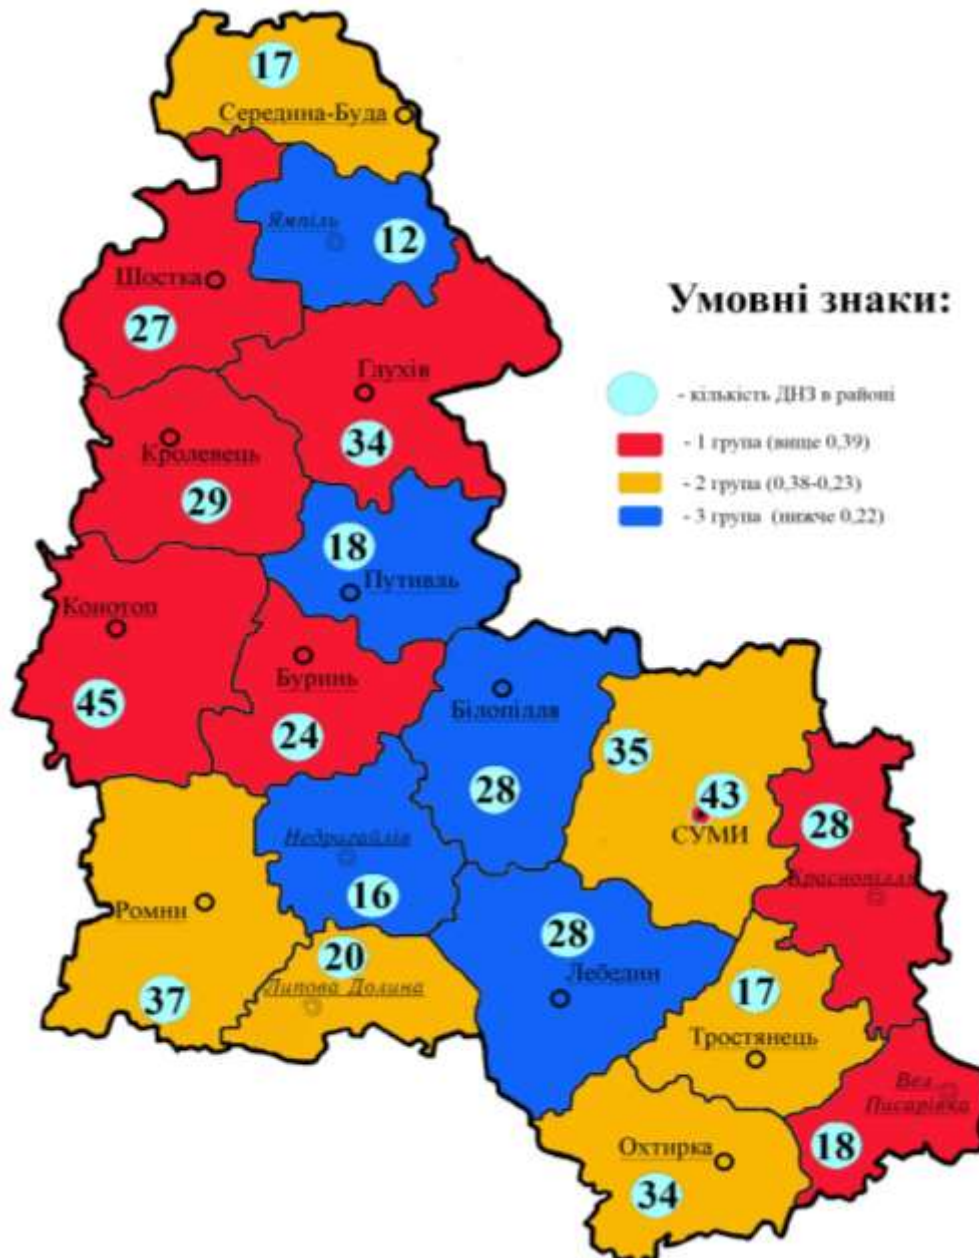 17
Середина-Буда
Ямпіль
12
Шостка
27
Умовні знаки:
Глухів
- кількість ДНЗ в районі
34
Кролевець
- 1 група (вище 0,39)
29
- 2 група (0,38-0,23)
- 3 група (нижче 0,22)
18
Путивль
Конотоп
45
Буринь
24
Білопілля
28
35
43
СУМИ
28
Краснопілля
Недригайлів
16
Ромни
37
20
Липова Долина
28
Лебедин
17
Тростянець
Вел.
Писарівка
18
Охтирка
34